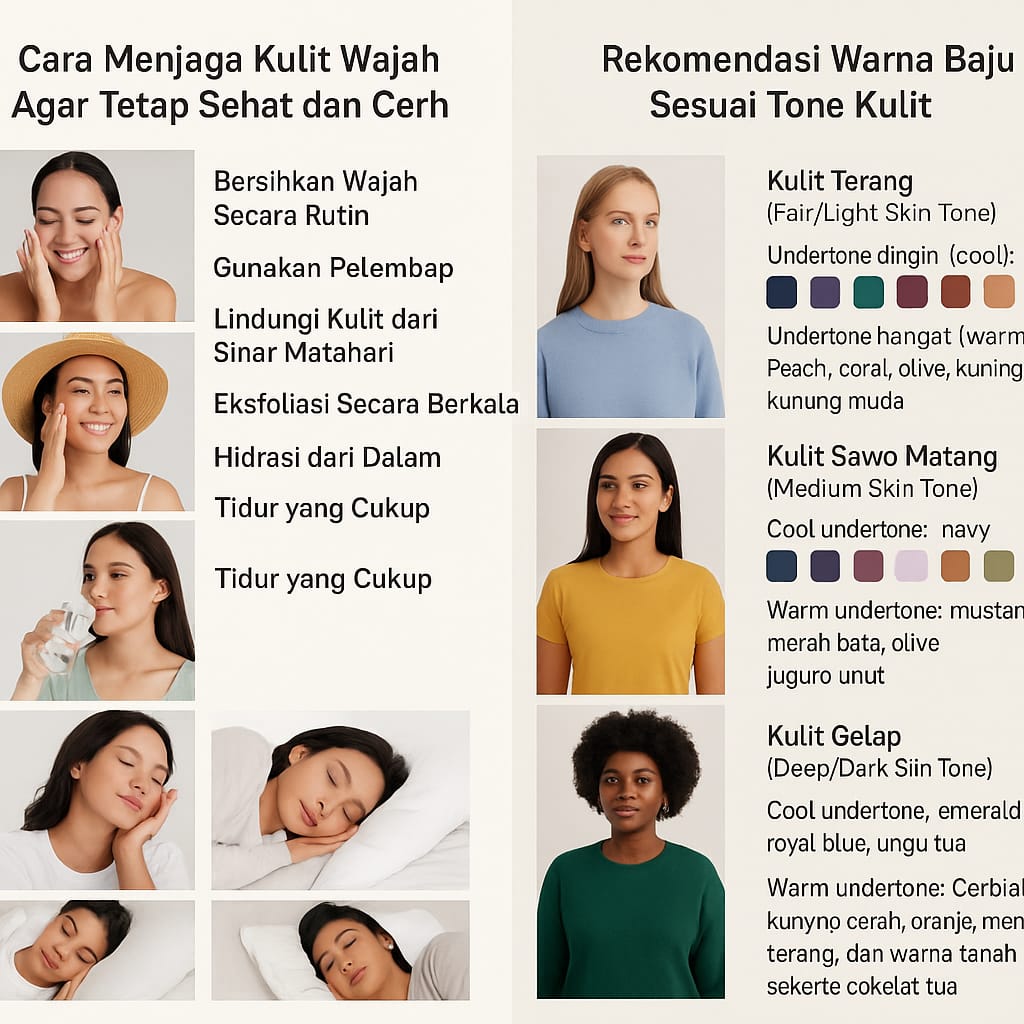 Cara Menjaga Kulit Wajah
Agar Tetap Sehat dan Cerh
Bersihkan Wajah
Secara Rutin
Gunakan Pelembap
Lindungi Kulit dari
Sinar Matahari
Eksfoliasi Secara Berkala
Hidrasi dari Dalam
Tidur yang Cukup
Tidur yang Cukup
Rekomendasi Warna Baju
Sesuai Tone Kulit
Kulit Terang
(Fair/Light Skin Tone)
Undertone dingin (cool):
Undertone hangat (warm
Peach, coral, olive, kuning
kunung muda
Kulit Sawo Matang
(Medium Skin Tone)
Cool undertone: navy
Warm undertone: mustan
merah bata, olive
juguro unut
Kulit Gelap
(Deep/Dark Siin Tone)
Cool undertone, emerald
royal blue, ungu tua
Warm undertone: Cerbial
kunyno cerah, oranje, men
terang, dan warna tanah
sekerte cokelat tua